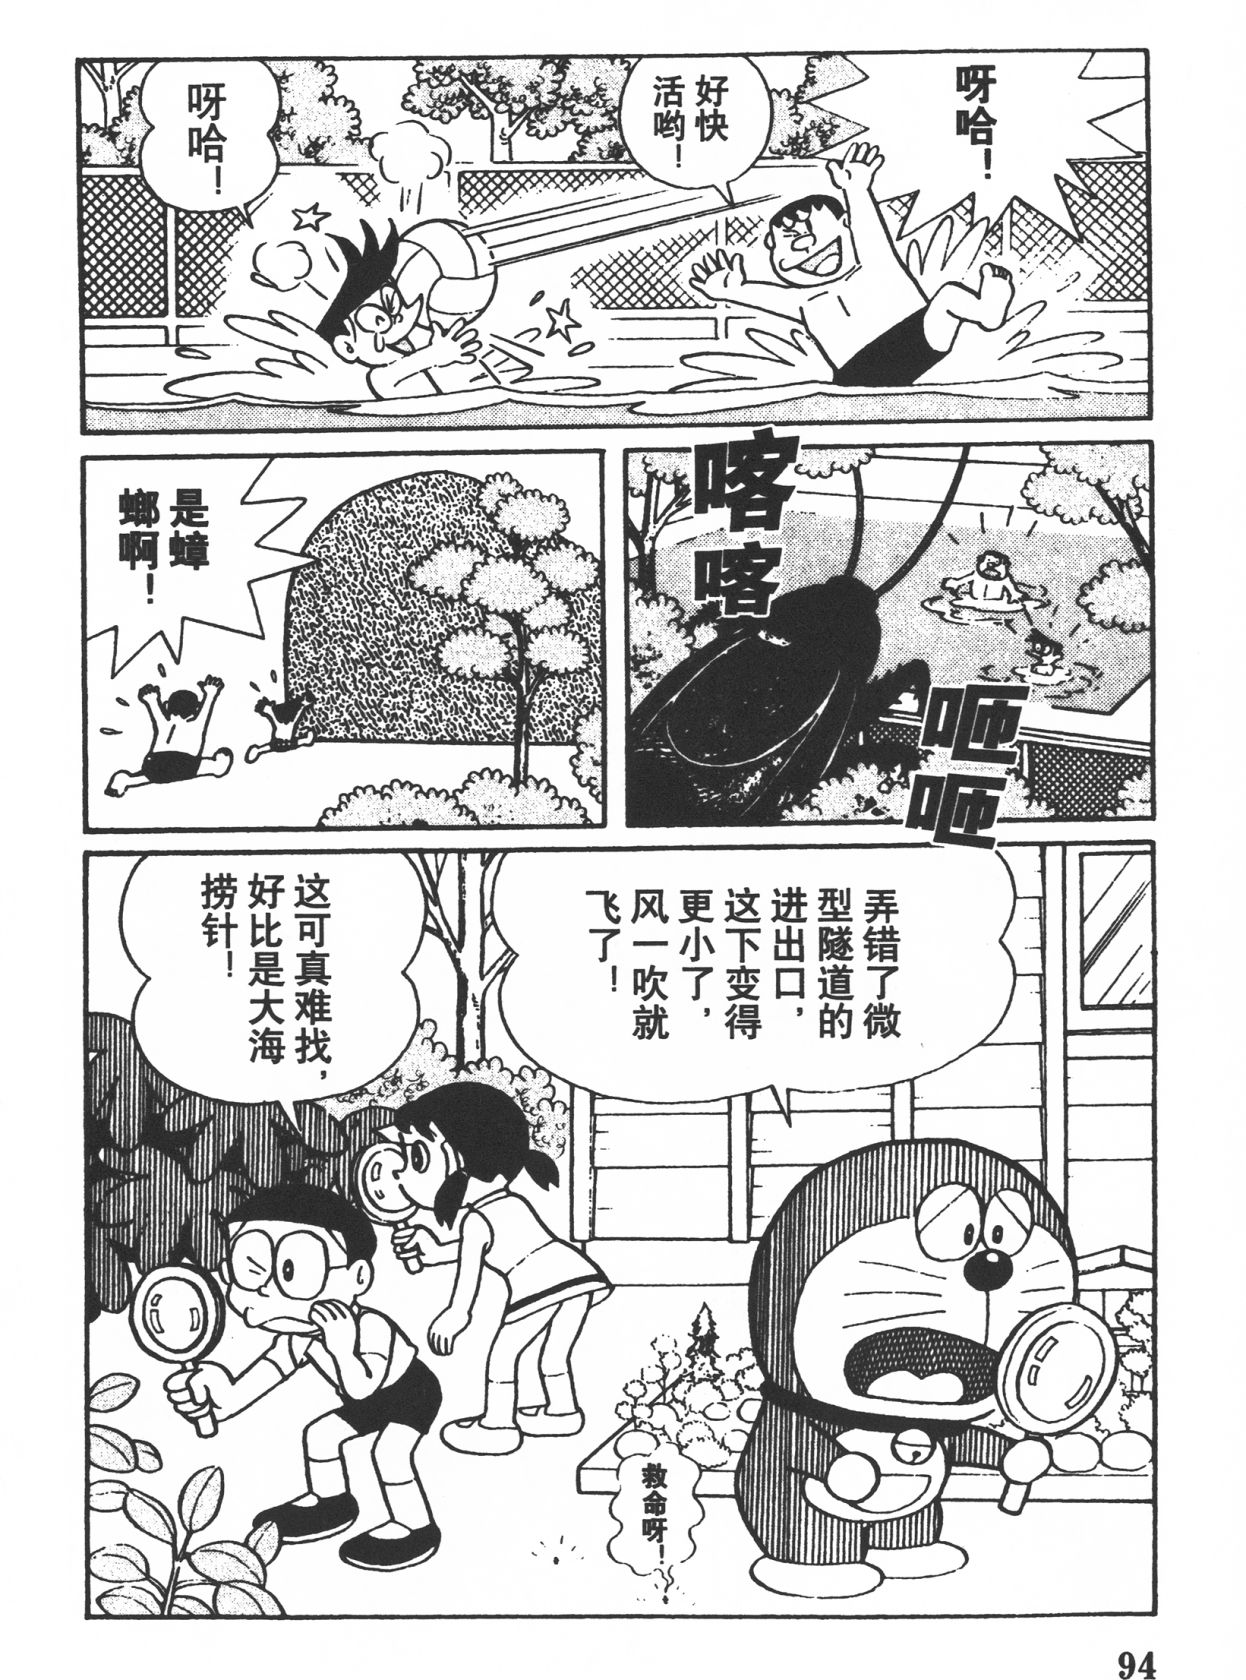 呀
哈！
好快
活哟！
呀
哈！
喀
喀
咂
咂
是蟑
螂啊！
弄错了微
型隧道的
进出口，
这下变得
更小了，
风一吹就
飞了！
这可真难找，
好比是大海
捞针！
救命呀！
94